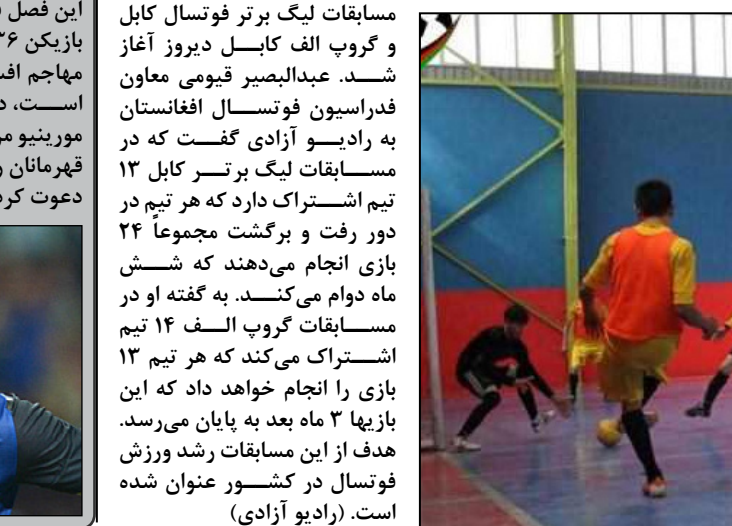 مسابقات لیگ برتر فوتسال کابل
و گروپ الف کابل دیروز آغاز
شد. عبدالبصیر قیومی معاون
فدراسیون فوتسال افغانستان
به رادیو آزادی گفت که در
مسابقات لیگ برتر کابل ۱۳
تیم اشتراک دارد که هر تیم در
دور رفت و برگشت مجموعاً ۲۴
بازی انجام می‌دهند که شش
ماه دوام می‌کند. به گفته او در
مسابقات گروپ الف ۱۴ تیم
اشتراک می‌کند که هر تیم ۱۳
بازی را انجام خواهد داد که این
بازیها ۳ ماه بعد به پایان می‌رسد.
هدف از این مسابقات رشد ورزش
فوتسال در کشور عنوان شده
است. (رادیو آزادی)
این فصل
بازیکن
مهاجم
است،
مورینیو
قهرمانان
دعوت